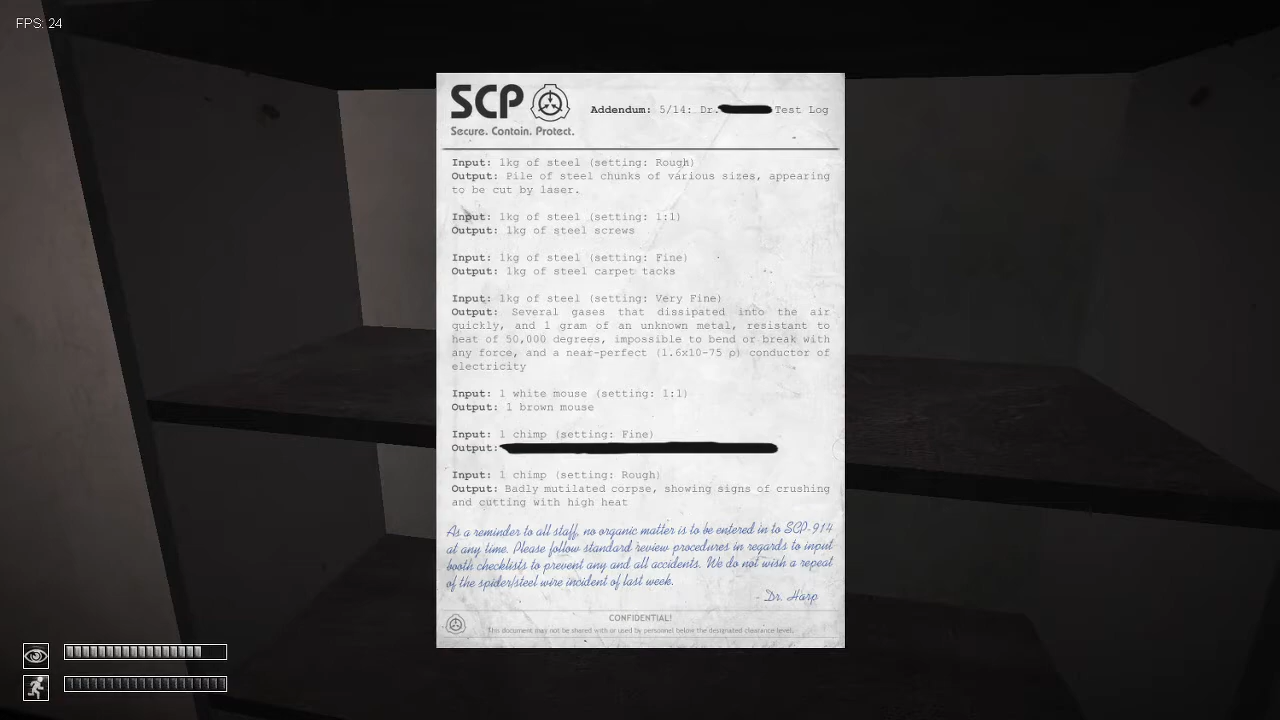 FPS: 24
SCP
Secure. Contain. Protect.
Addendum: 5/14: Dr. Test Log
Input: 1kg of steel (setting: Rough)
Output: Pile of steel chunks of various sizes, appearing
to be cut by laser.
Input: 1kg of steel (setting: 1:1)
Output: 1kg of steel screws
Input: 1kg of steel (setting: Fine)
Output: 1kg of steel carpet tacks
Input: 1kg of steel (setting: Very Fine)
Output: Several gases that dissipated into the air
quickly, and 1 gram of an unknown metal, resistant to
heat of 50,000 degrees, impossible to bend or break with
any force, and a near-perfect (1.6x10-75 ρ) conductor of
electricity
Input: 1 white mouse (setting: 1:1)
Output: 1 brown mouse
Input: 1 chimp (setting: Fine)
Output:
Input: 1 chimp (setting: Rough)
Output: Badly mutilated corpse, showing signs of crushing
and cutting with high heat
As a reminder to all staff, no organic matter is to be entered in to SCP-914
at any time. Please follow standard review procedures in regards to input
booth checklists to prevent any and all accidents. We do not wish a repeat
of the spider/steel wire incident of last week.
- Dr. Harp
CONFIDENTIAL!
This document may not be shared with or used by personnel below the designated clearance level.